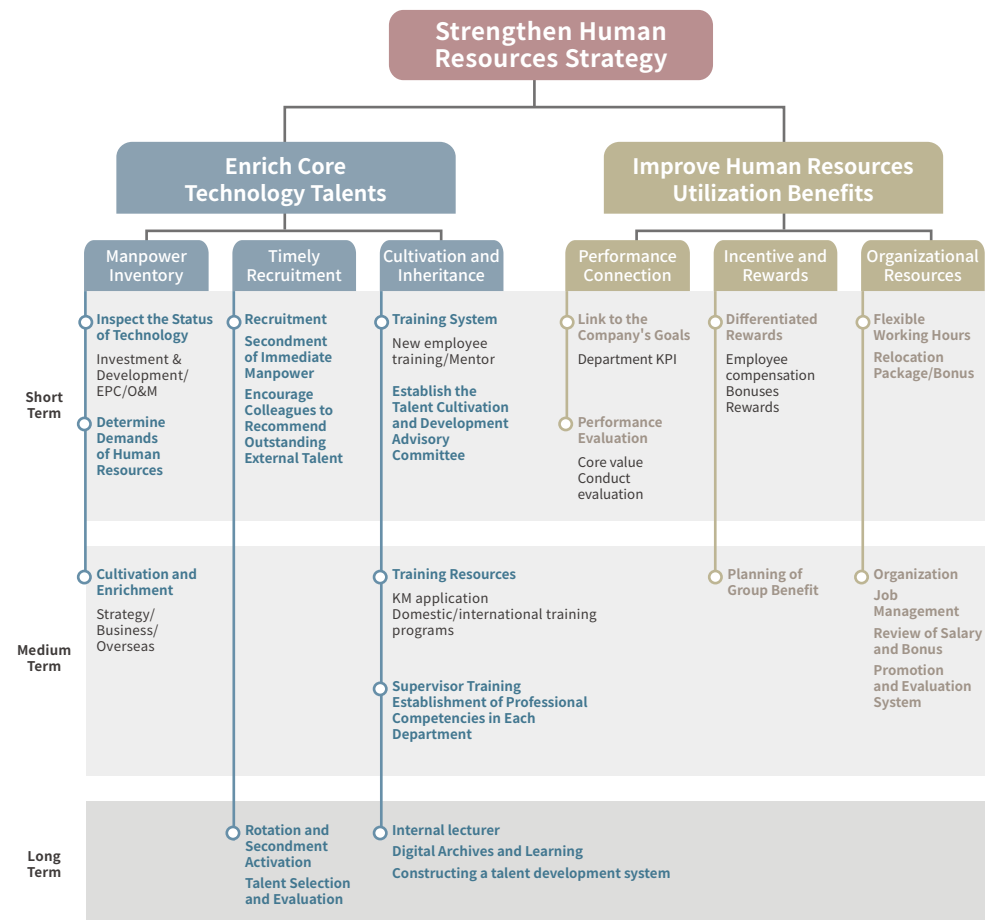 Strengthen Human
Resources Strategy
Enrich Core
Technology Talents
Improve Human Resources
Utilization Benefits
Manpower
Inventory
Timely
Recruitment
Cultivation and
Inheritance
Performance
Connection
Incentive and
Rewards
Organizational
Resources
Short
Term
Inspect the Status
of Technology
Investment &
Development/
EPC/O&M
Determine
Demands
of Human
Resources
Recruitment
Secondment
of Immediate
Manpower
Encourage
Colleagues to
Recommend
Outstanding
External Talent
Training System
New employee
training/Mentor
Establish the
Talent Cultivation
and Development
Advisory
Committee
Link to the
Company's Goals
Department KPI
Performance
Evaluation
Core value
Conduct
evaluation
Differentiated
Rewards
Employee
compensation
Bonuses
Rewards
Flexible
Working Hours
Relocation
Package/Bonus
Medium
Term
Cultivation and
Enrichment
Strategy/
Business/
Overseas
Training Resources
KM application
Domestic/international training
programs
Supervisor Training
Establishment of Professional
Competencies in Each
Department
Planning of
Group Benefit
Organization
Job
Management
Review of Salary
and Bonus
Promotion
and Evaluation
System
Long
Term
Rotation and
Secondment
Activation
Talent Selection
and Evaluation
Internal lecturer
Digital Archives and Learning
Constructing a talent development system